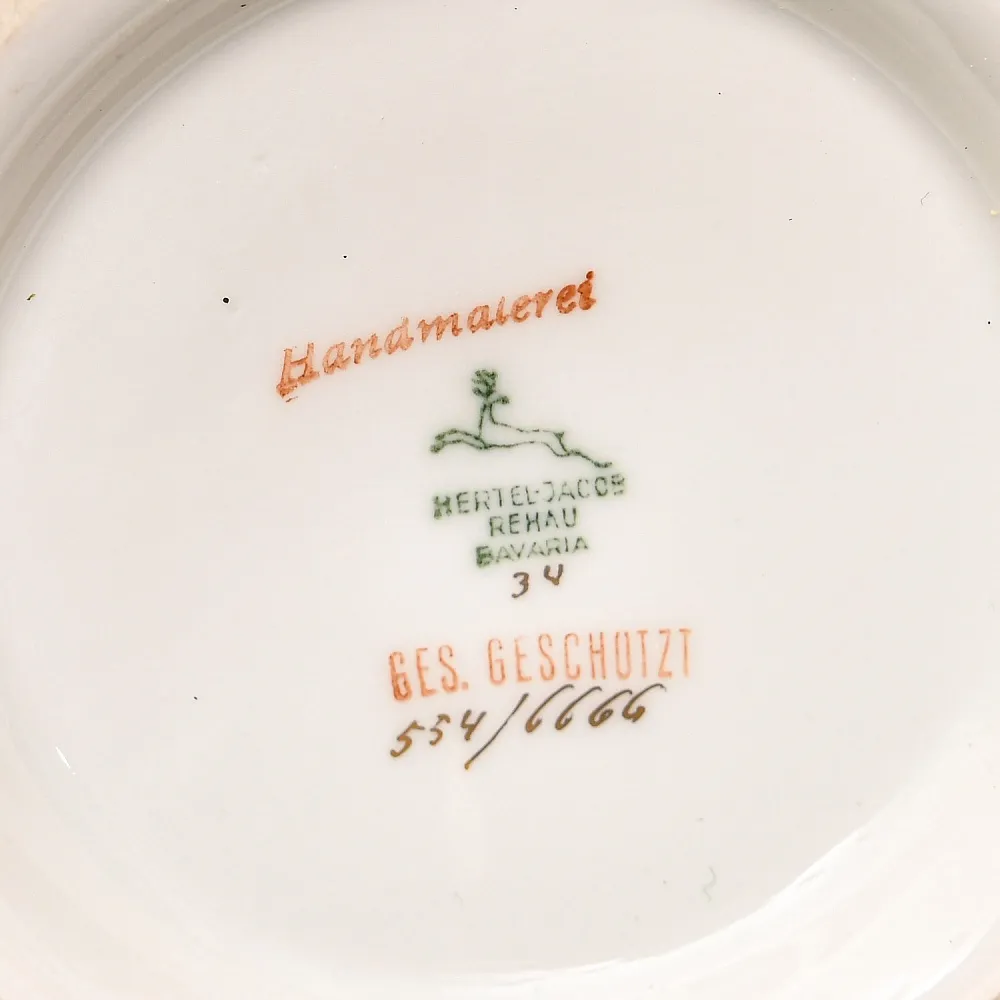 Handmalerei
HERTEL-JACOB
REHAU
BAVARIA
34
GES. GESCHUTZT
554/6666